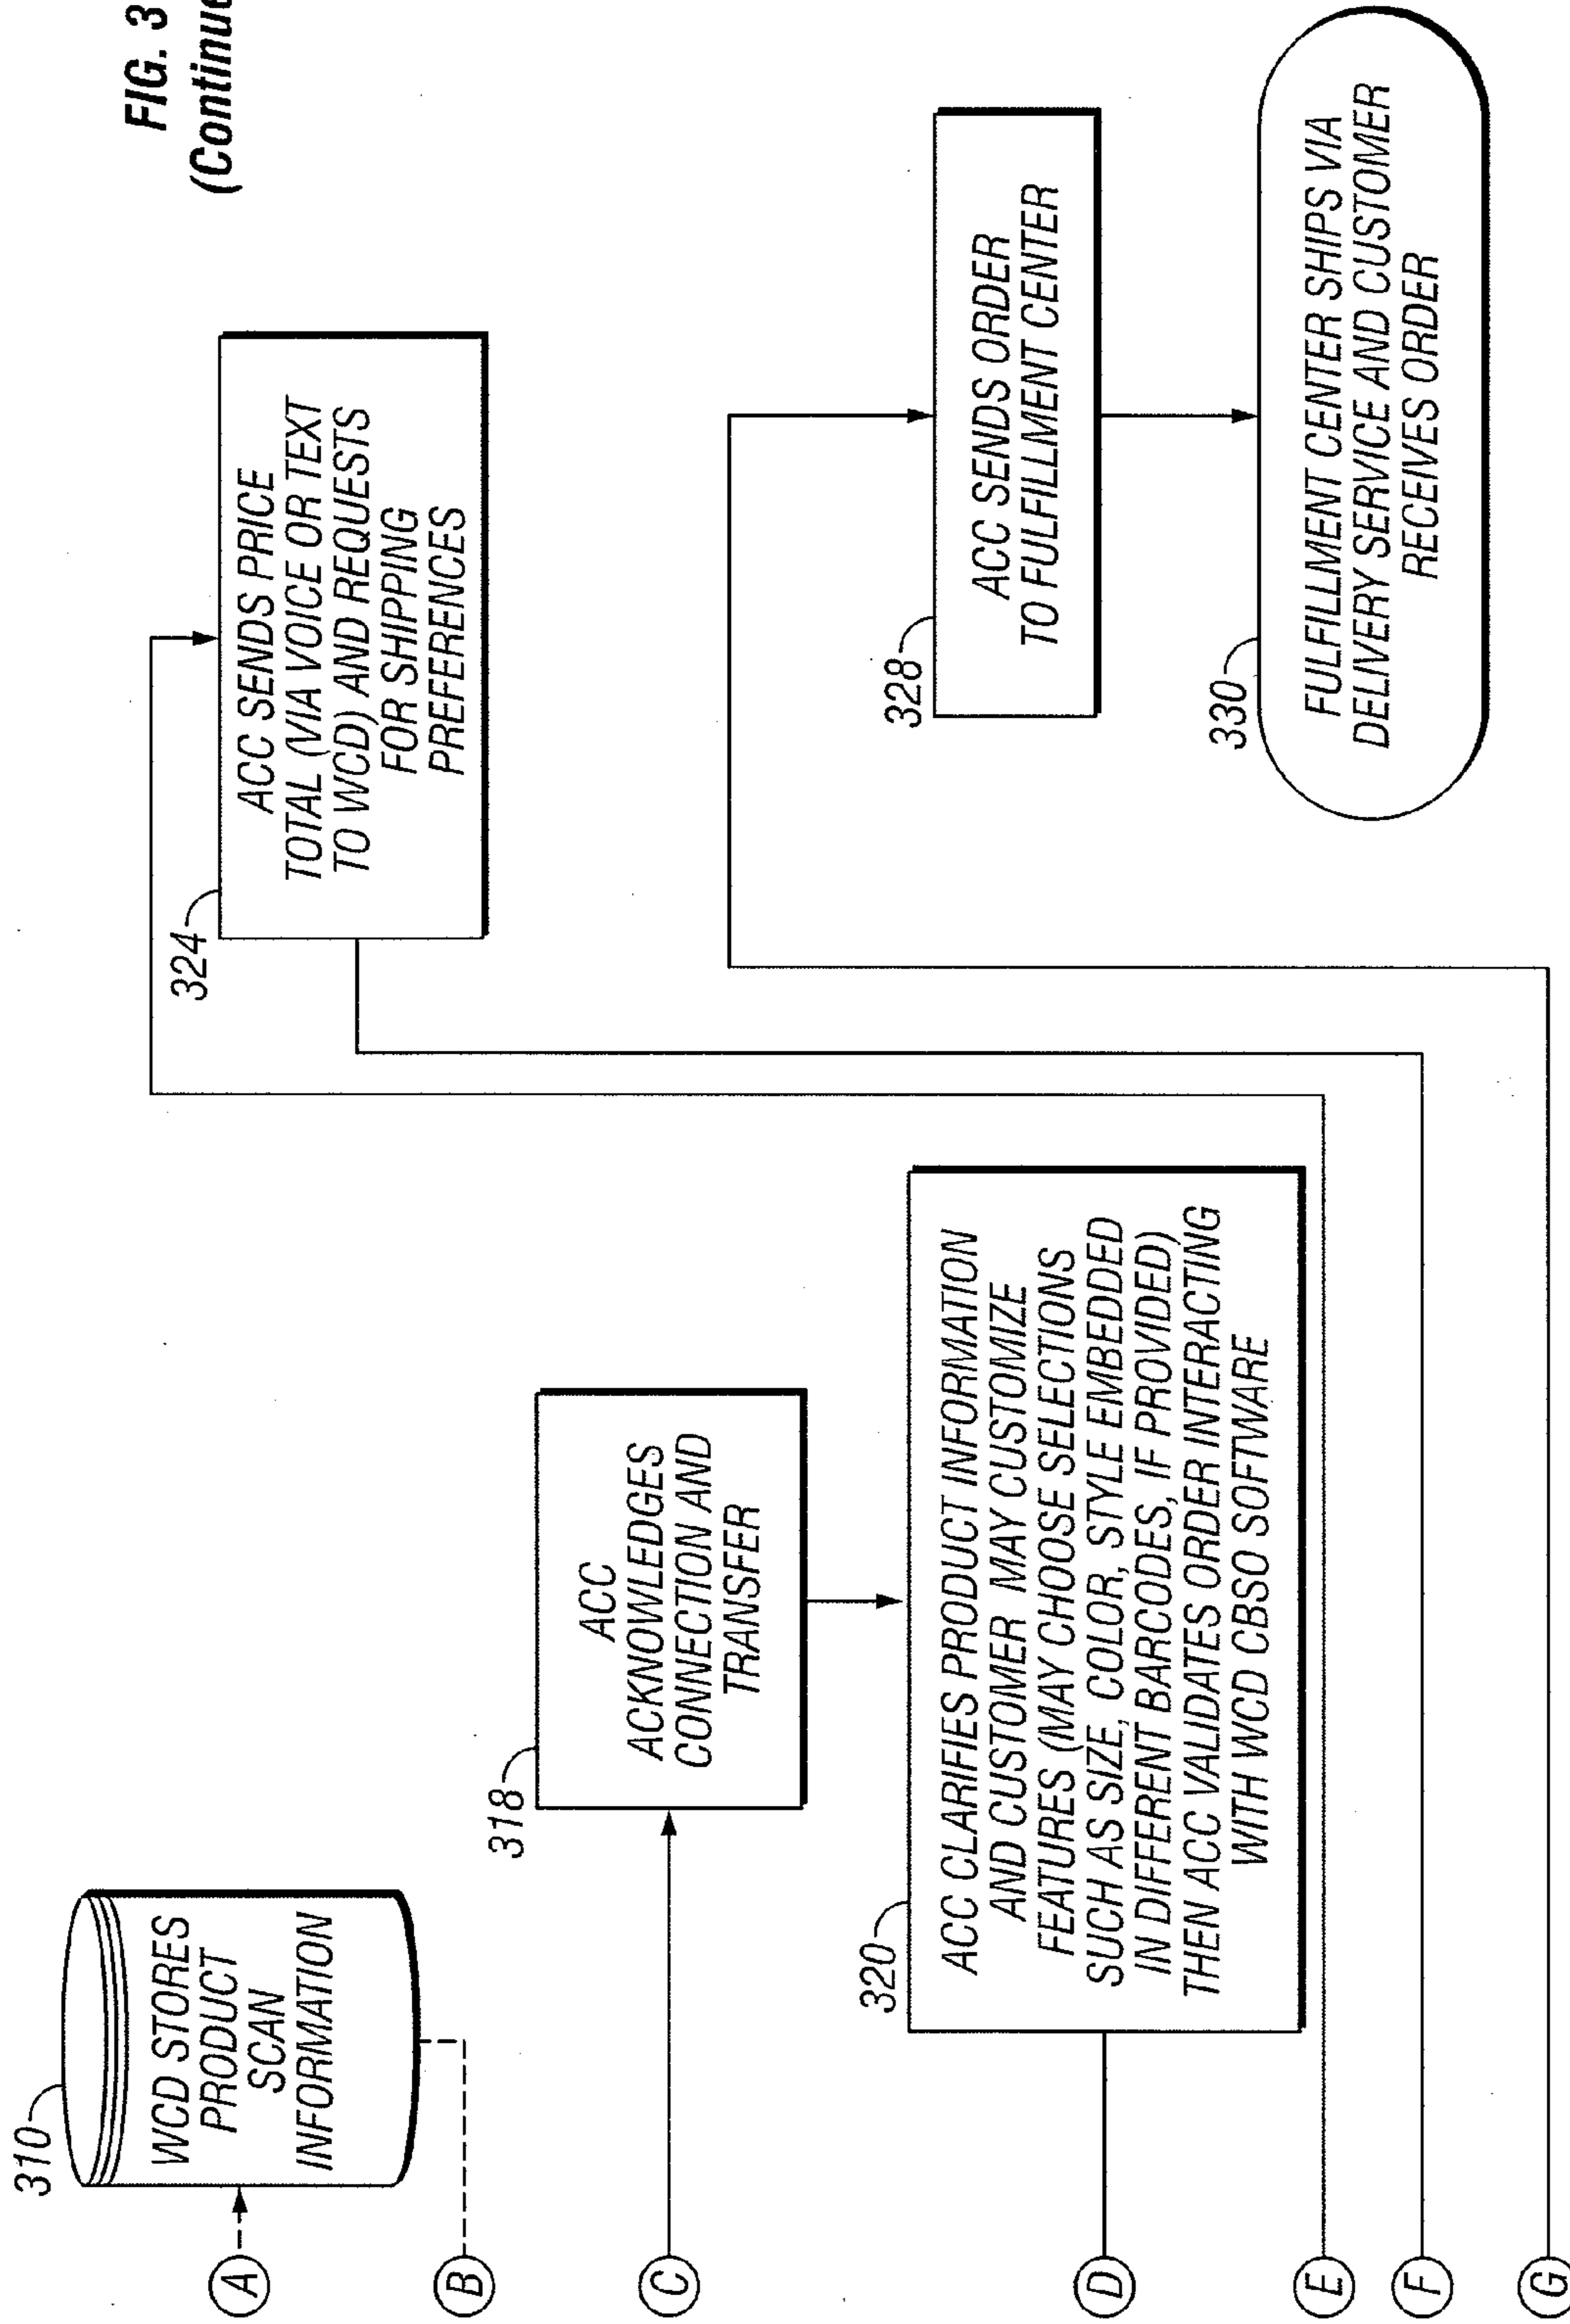 FIG. 3
(Continue
310
WCD STORES
PRODUCT
SCAN
INFORMATION
A
B
318
ACC
ACKNOWLEDGES
CONNECTION AND
TRANSFER
C
320
ACC CLARIFIES PRODUCT INFORMATION
AND CUSTOMER MAY CUSTOMIZE
FEATURES (MAY CHOOSE SELECTIONS
SUCH AS SIZE, COLOR, STYLE EMBEDDED
IN DIFFERENT BARCODES, IF PROVIDED)
THEN ACC VALIDATES ORDER INTERACTING
WITH WCD CBSO SOFTWARE
D
324
ACC SENDS PRICE
TOTAL (VIA VOICE OR TEXT
TO WCD) AND REQUESTS
FOR SHIPPING
PREFERENCES
E
F
328
ACC SENDS ORDER
TO FULFILLMENT CENTER
330
FULFILLMENT CENTER SHIPS VIA
DELIVERY SERVICE AND CUSTOMER
RECEIVES ORDER
G